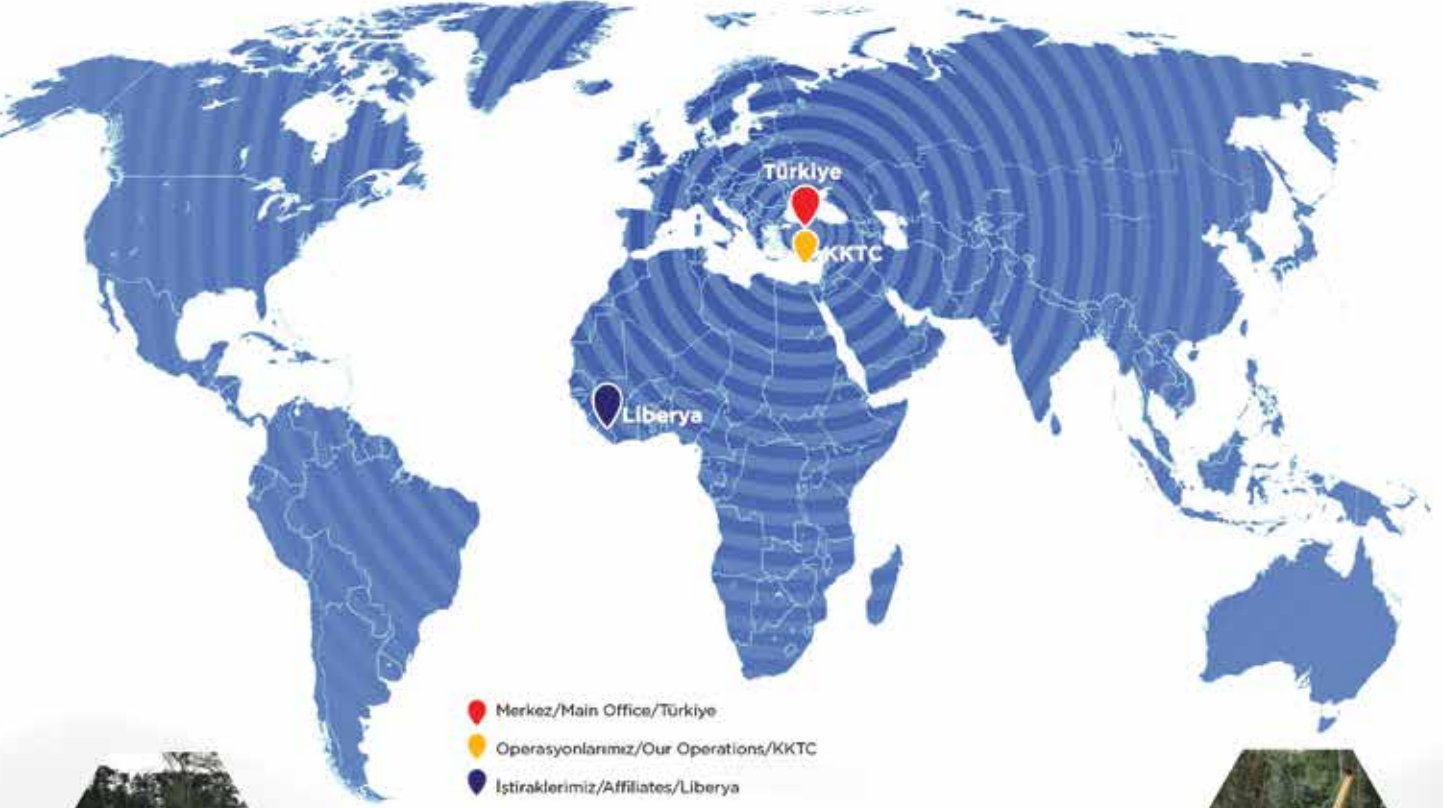 Türkiye
KKTC
Liberya
Merkez/Main Office/Türkiye
Operasyonlarımız/Our Operations/KKTC
İştiraklerimiz/Affiliates/Liberya